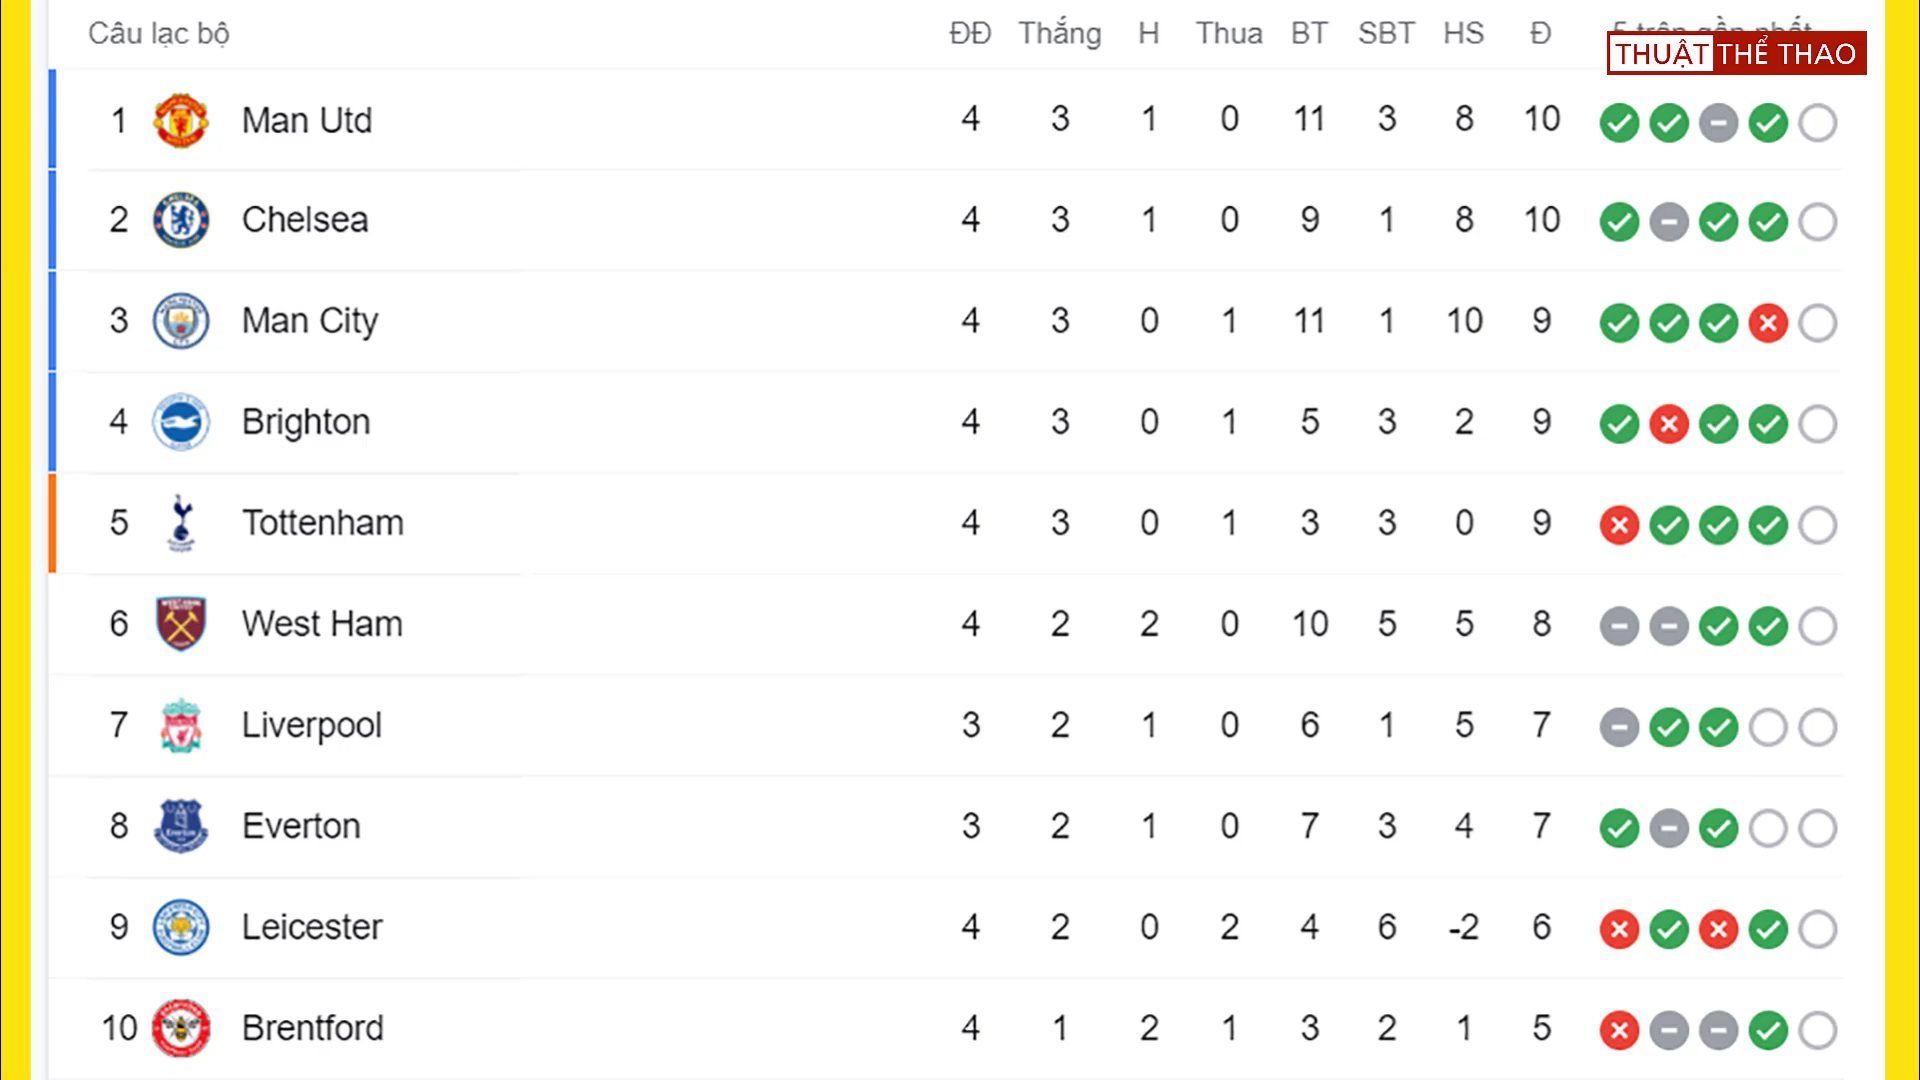 Câu lạc bộ ĐĐ Thắng H Thua BT SBT HS Đ 5 trận gần nhất
THUẬT THỂ THAO
1 Man Utd 4 3 1 0 11 3 8 10
2 Chelsea 4 3 1 0 9 1 8 10
3 Man City 4 3 0 1 11 1 10 9
4 Brighton 4 3 0 1 5 3 2 9
5 Tottenham 4 3 0 1 3 3 0 9
6 West Ham 4 2 2 0 10 5 5 8
7 Liverpool 3 2 1 0 6 1 5 7
8 Everton 3 2 1 0 7 3 4 7
9 Leicester 4 2 0 2 4 6 -2 6
10 Brentford 4 1 2 1 3 2 1 5